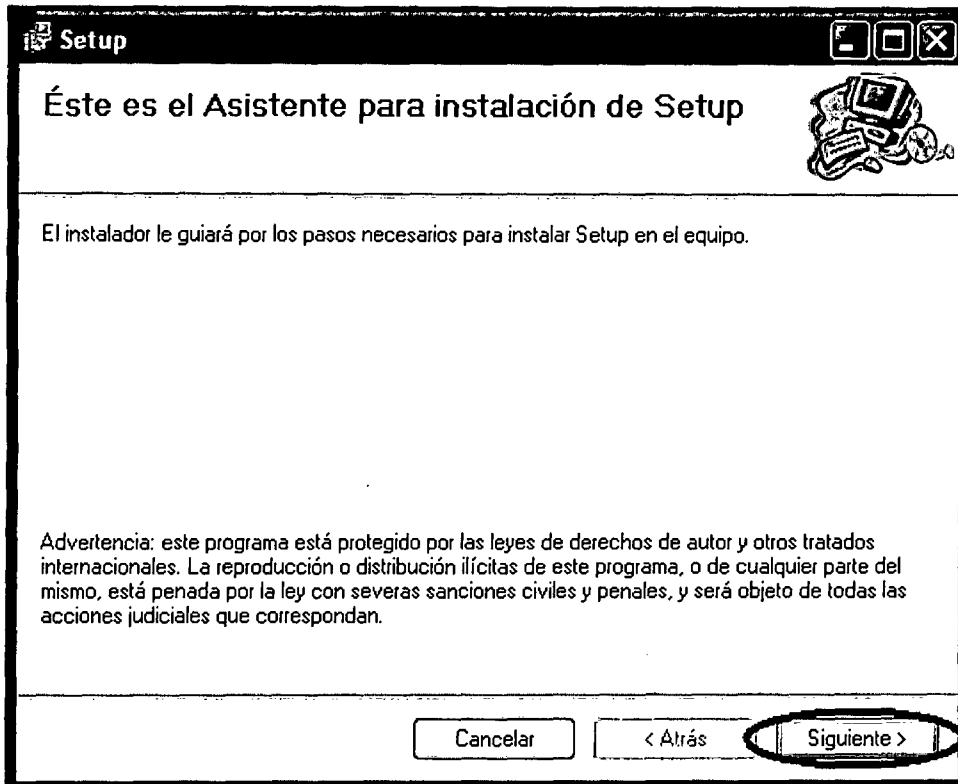 Setup
Éste es el Asistente para instalación de Setup
El instalador le guiará por los pasos necesarios para instalar Setup en el equipo.
Advertencia: este programa está protegido por las leyes de derechos de autor y otros tratados
internacionales. La reproducción o distribución ilícitas de este programa, o de cualquier parte del
mismo, está penada por la ley con severas sanciones civiles y penales, y será objeto de todas las
acciones judiciales que correspondan.
Cancelar
< Atrás
Siguiente >